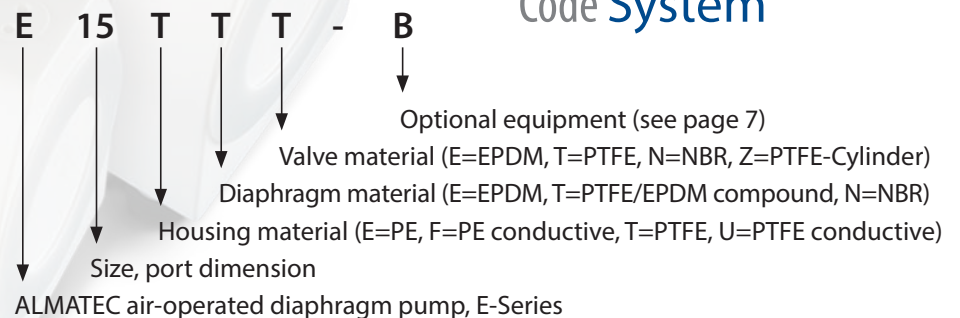 Code System
E 15 T T T - B
Optional equipment (see page 7)
Valve material (E=EPDM, T=PTFE, N=NBR, Z=PTFE-Cylinder)
Diaphragm material (E=EPDM, T=PTFE/EPDM compound, N=NBR)
Housing material (E=PE, F=PE conductive, T=PTFE, U=PTFE conductive)
Size, port dimension
ALMATEC air-operated diaphragm pump, E-Series